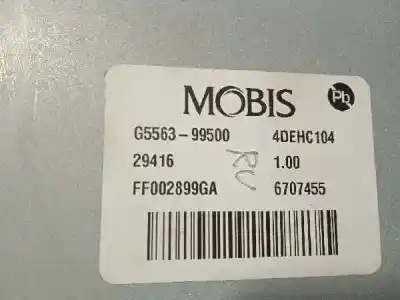 MOBIS
Pb
G5563-99500 4DEHC104
29416 1.00
RU
FF002899GA 6707455